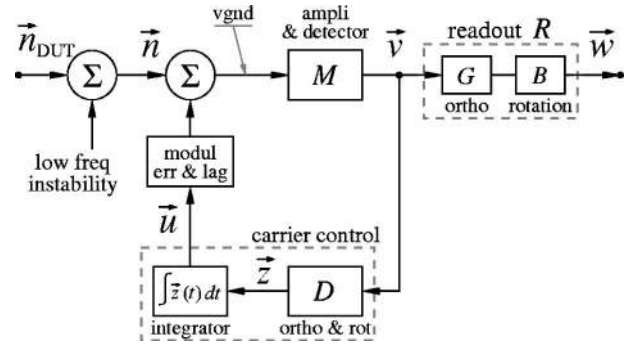 vgnd
ampli
& detector
readout R
n⃗DUT
Σ
n⃗
Σ
M
v⃗
G
B
w⃗
ortho
rotation
low freq
instability
modul
err & lag
u⃗
carrier control
∫z⃗(t) dt
z⃗
D
integrator
ortho & rot